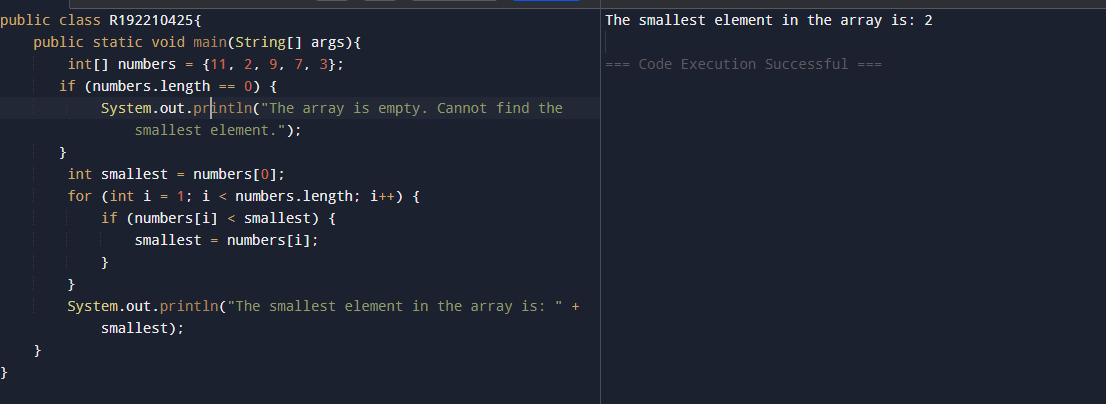 public class R192210425{
public static void main(String[] args){
int[] numbers = {11, 2, 9, 7, 3};
if (numbers.length == 0) {
System.out.println("The array is empty. Cannot find the
smallest element.");
}
int smallest = numbers[0];
for (int i = 1; i < numbers.length; i++) {
if (numbers[i] < smallest) {
smallest = numbers[i];
}
}
System.out.println("The smallest element in the array is: " +
smallest);
}
}
The smallest element in the array is: 2
=== Code Execution Successful ===